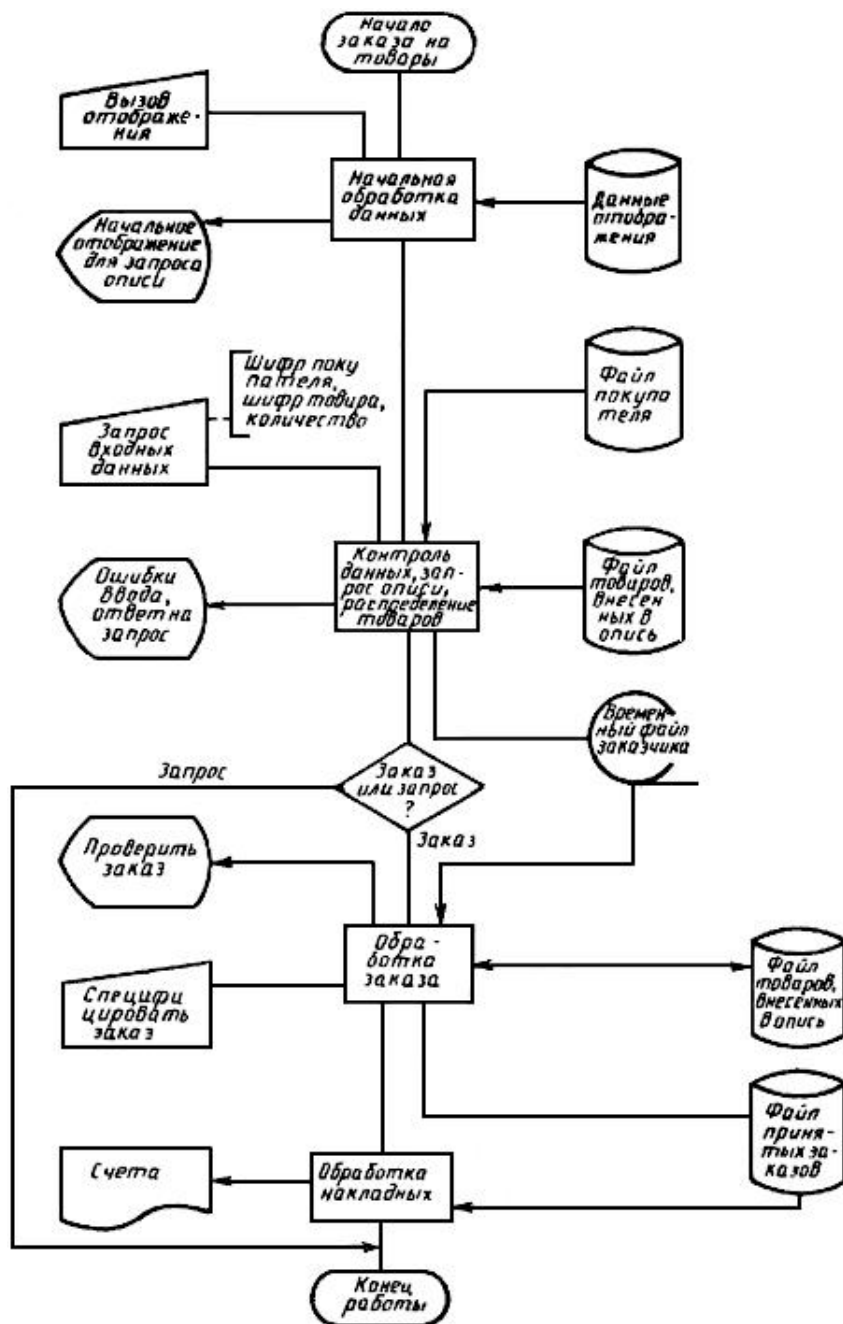 Начало
заказа на
товары
Вызов
отображе-
ния
Начальная
обработка
данных
Данные
отобра-
жения
Начальное
отображение
для запроса
описи
Шифр поку
пателя,
шифр товира,
количество
Файл
покупа
теля
Запрос
входных
данных
Контроль
данных, зап-
рос описи,
распределение
товаров
Файл
товаров,
внесен
ных в
опись
Ошибки
ввода,
ответ на
запрос
Времен-
ный файл
заказчика
Запрос
Заказ
или запрос
?
Заказ
Проверить
заказ
Обра-
ботка
заказа
Файл
товаров,
внесенных
в опись
Специфи
цировать
заказ
Файл
приня-
тых за-
казов
Счета
Обработка
накладных
Конец
работы